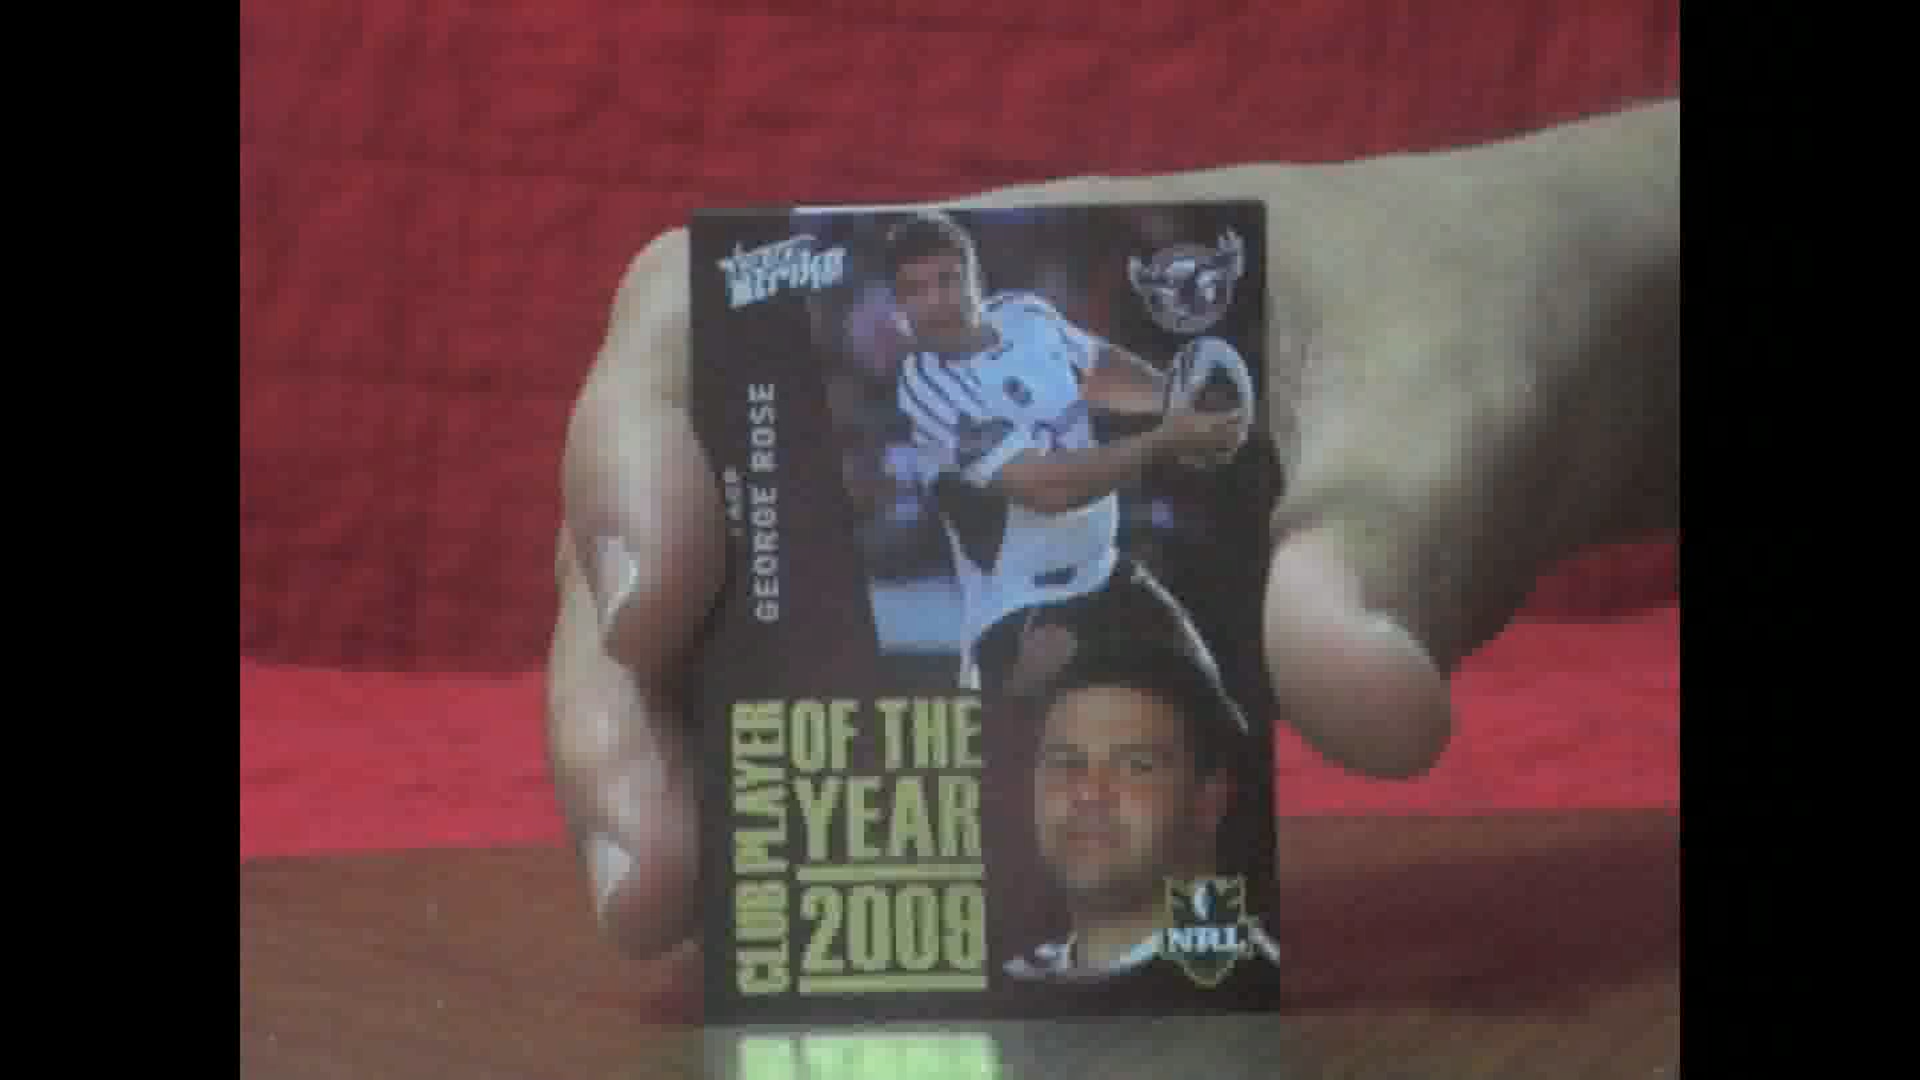 GEORGE ROSE
CLUB PLAYER
OF THE
YEAR
2009
NRL